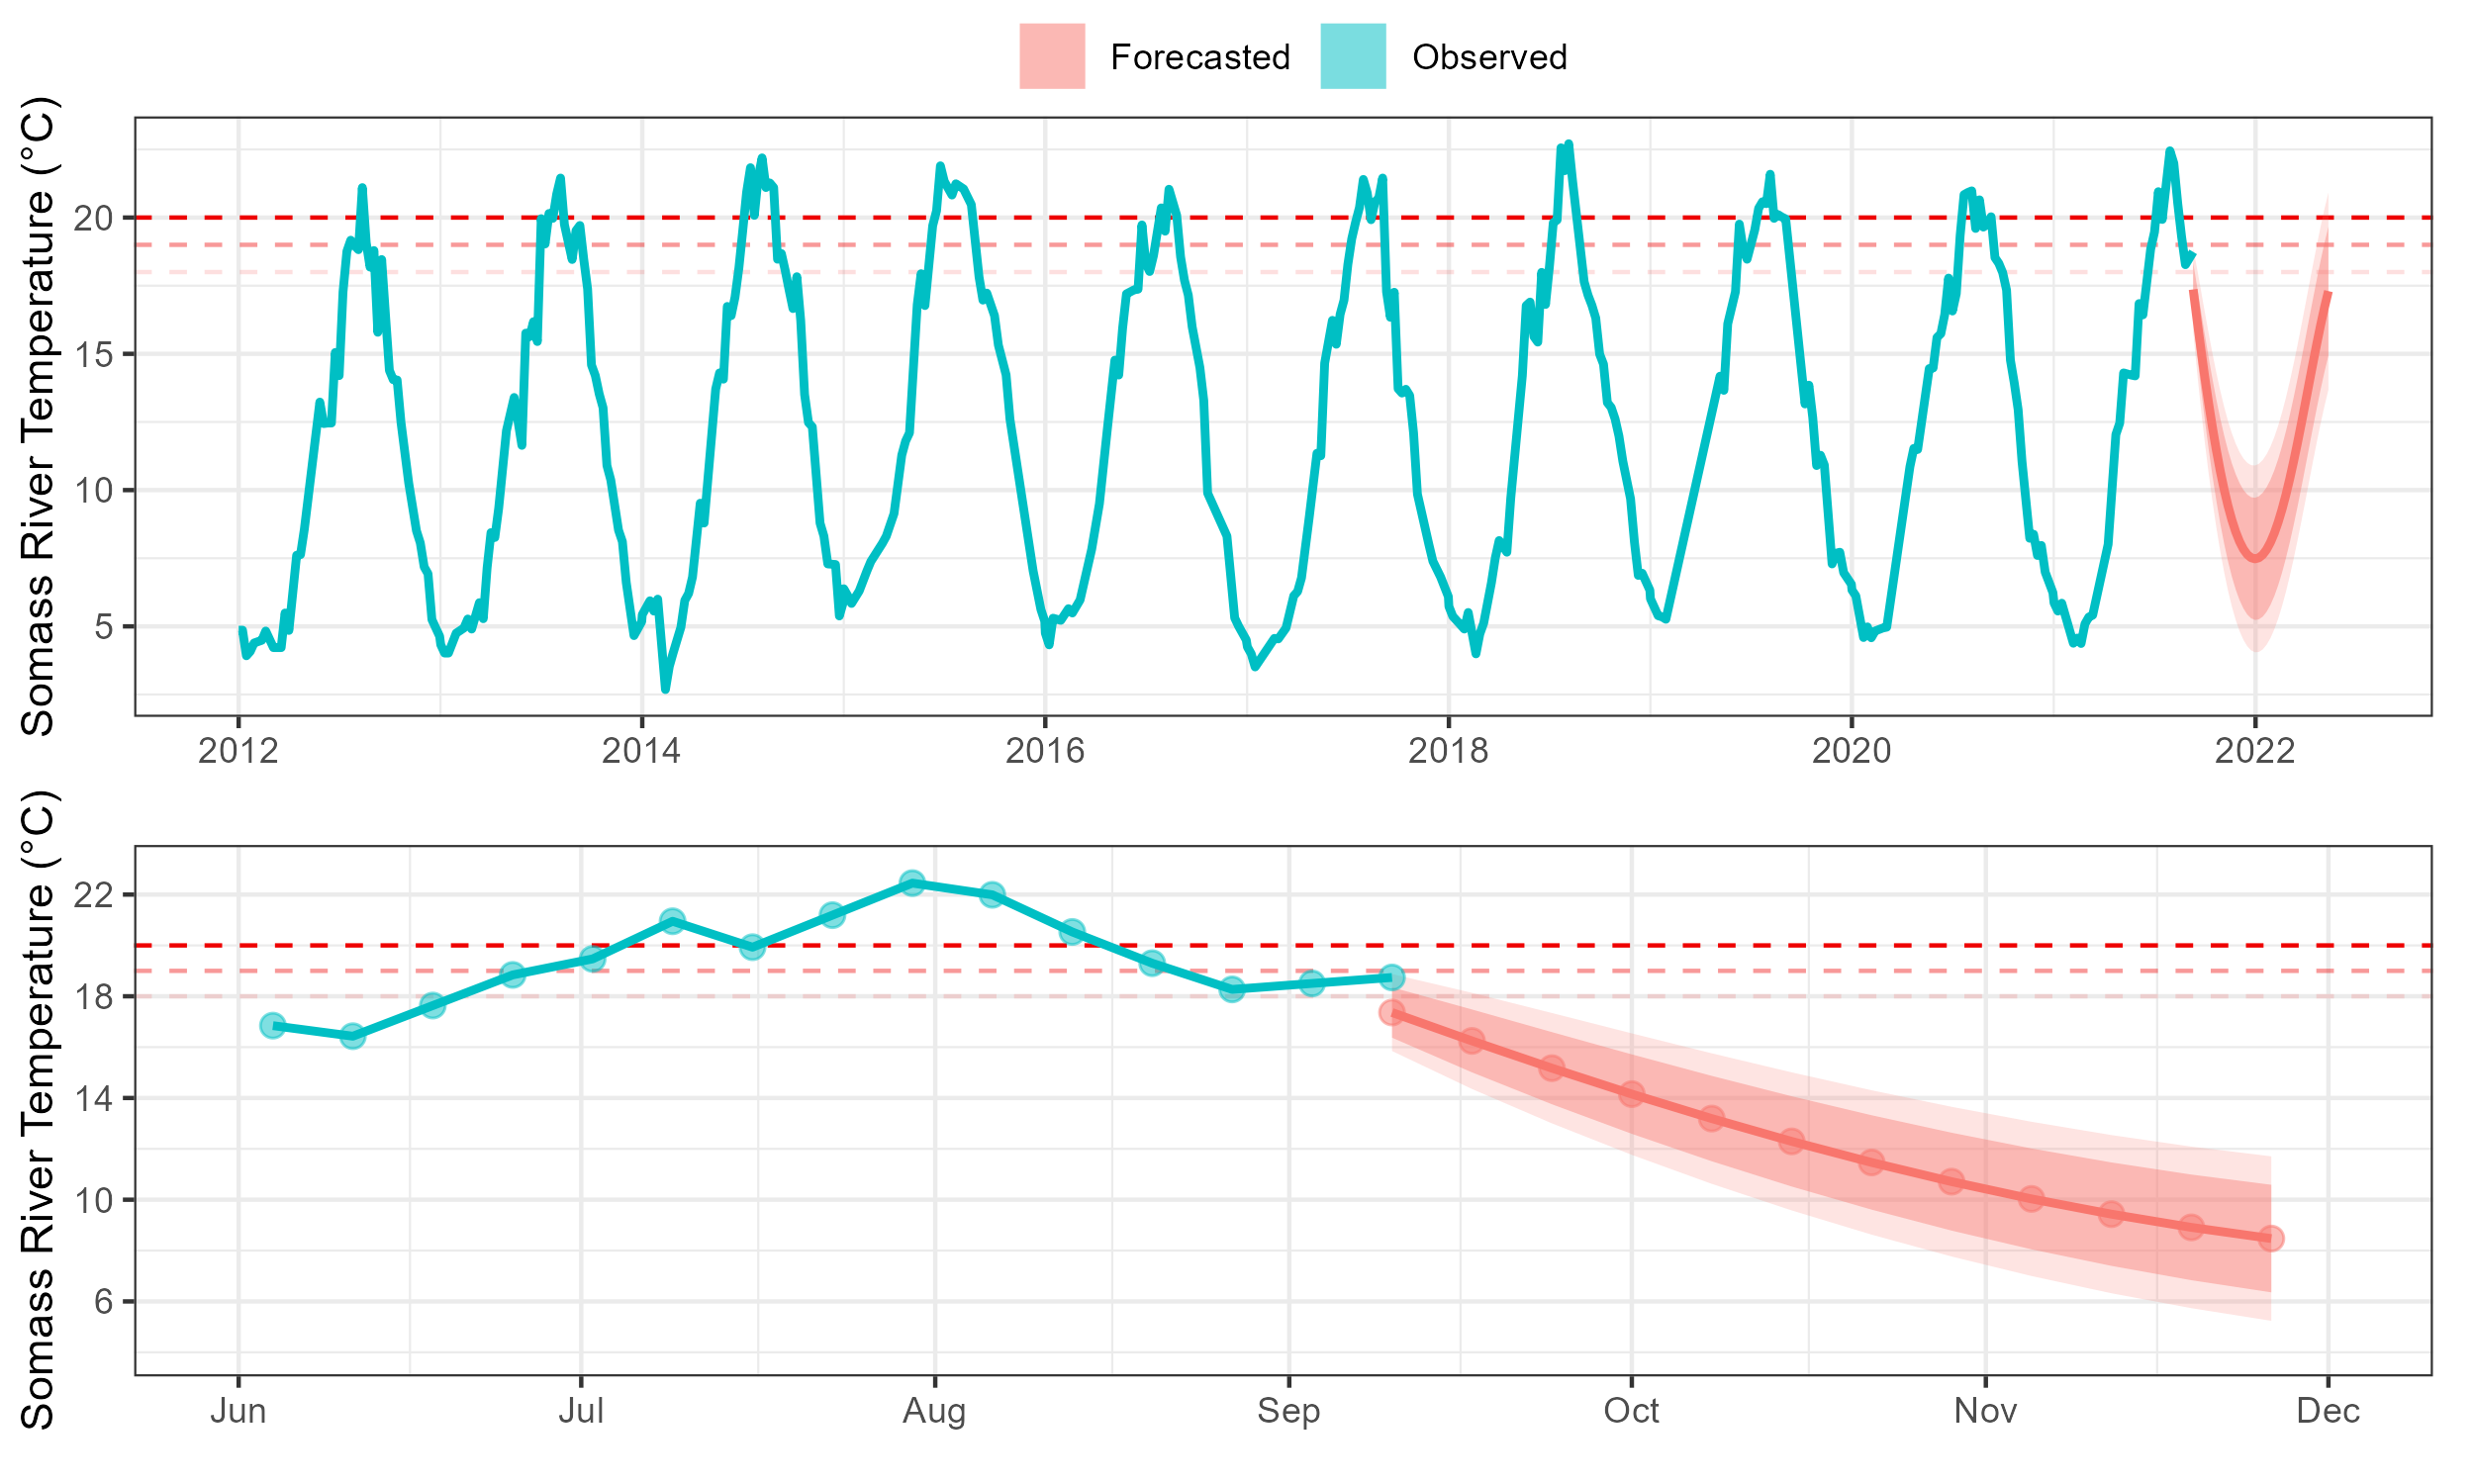 Forecasted Observed
Somass River Temperature (°C)
20
15
10
5
2012 2014 2016 2018 2020 2022
Somass River Temperature (°C)
22
18
14
10
6
Jun Jul Aug Sep Oct Nov Dec